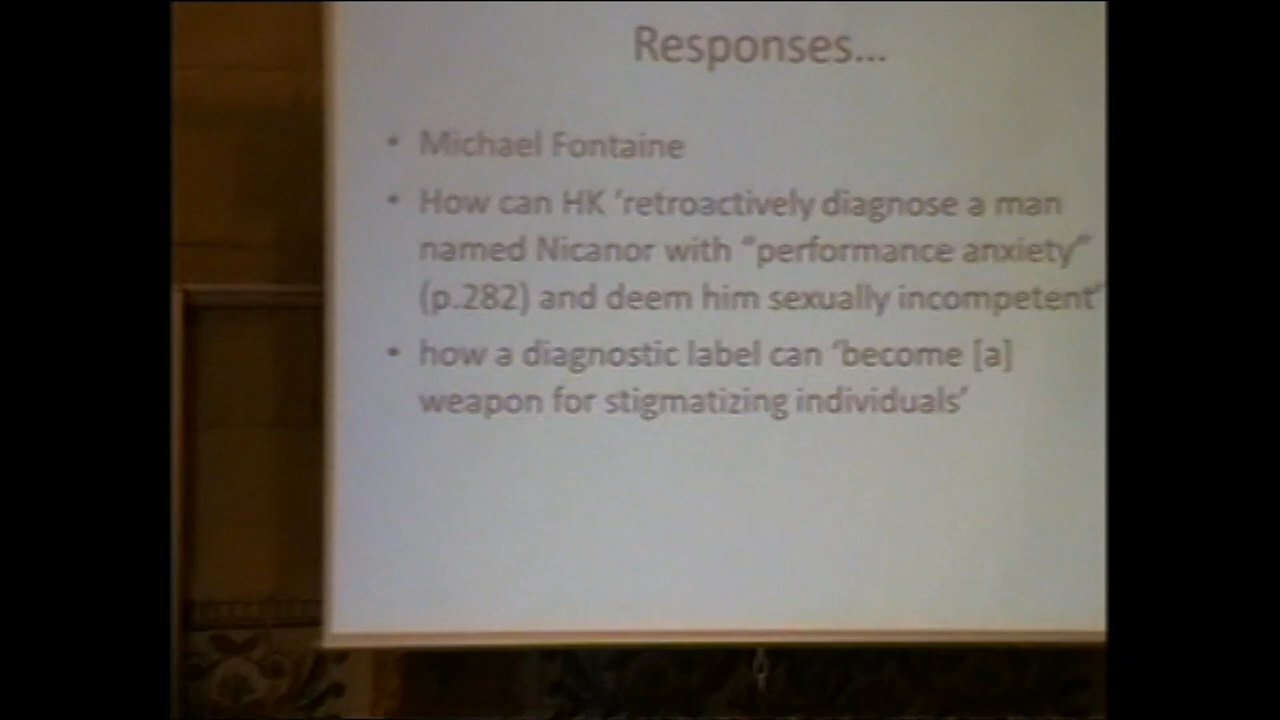 Responses...
• Michael Fontaine
• How can HK ‘retroactively diagnose a man
named Nicanor with “performance anxiety”
(p.282) and deem him sexually incompetent’
• how a diagnostic label can ‘become [a]
weapon for stigmatizing individuals’